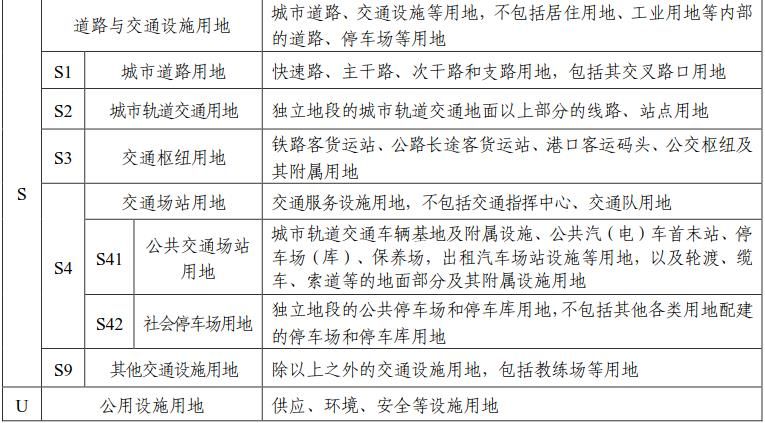 S
道路与交通设施用地
城市道路、交通设施等用地，不包括居住用地、工业用地等内部
的道路、停车场等用地
S1
城市道路用地
快速路、主干路、次干路和支路用地，包括其交叉路口用地
S2
城市轨道交通用地
独立地段的城市轨道交通地面以上部分的线路、站点用地
S3
交通枢纽用地
铁路客货运站、公路长途客货运站、港口客运码头、公交枢纽及
其附属用地
S4
交通场站用地
交通服务设施用地，不包括交通指挥中心、交通队用地
S41
公共交通场站
用地
城市轨道交通车辆基地及附属设施、公共汽（电）车首末站、停
车场（库）、保养场，出租汽车场站设施等用地，以及轮渡、缆
车、索道等的地面部分及其附属设施用地
S42
社会停车场用地
独立地段的公共停车场和停车库用地，不包括其他各类用地配建
的停车场和停车库用地
S9
其他交通设施用地
除以上之外的交通设施用地，包括教练场等用地
U
公用设施用地
供应、环境、安全等设施用地